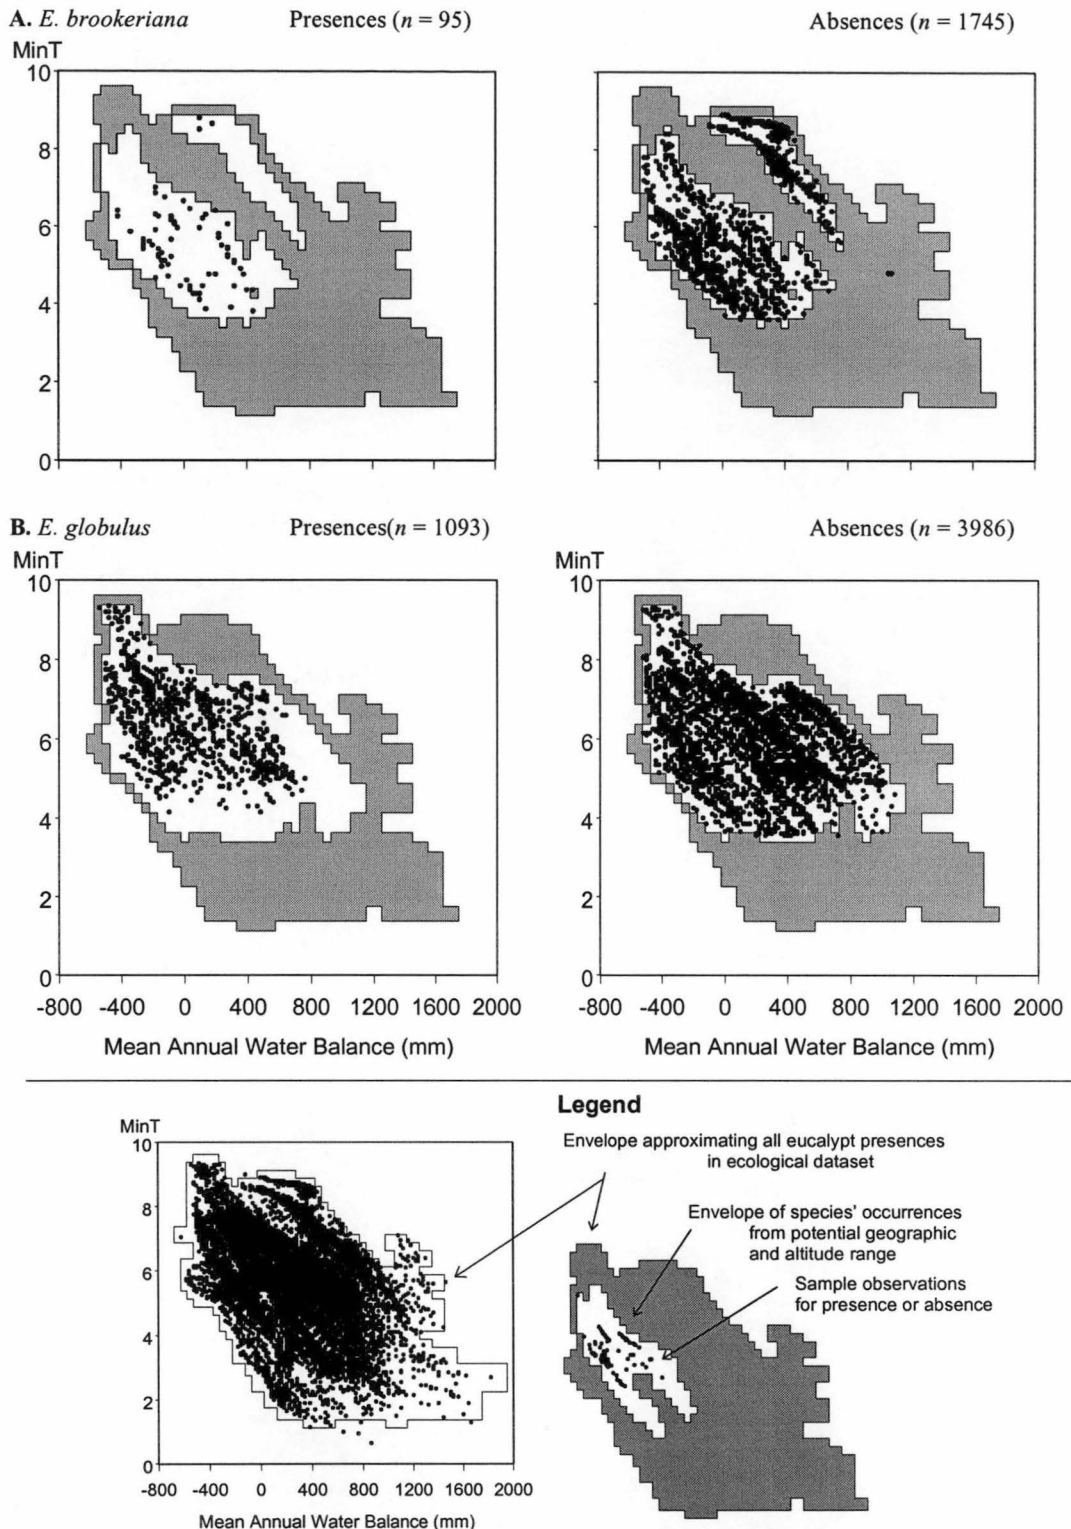 A. E. brookeriana Presences (n = 95) Absences (n = 1745)
MinT
10
8
6
4
2
0
B. E. globulus Presences(n = 1093) Absences (n = 3986)
MinT MinT
10 10
8 8
6 6
4 4
2 2
0 0
-800 -400 0 400 800 1200 1600 2000 -800 -400 0 400 800 1200 1600 2000
Mean Annual Water Balance (mm) Mean Annual Water Balance (mm)
Legend
MinT
10
8
6
4
2
0
-800 -400 0 400 800 1200 1600 2000
Mean Annual Water Balance (mm)
Envelope approximating all eucalypt presences
in ecological dataset
Envelope of species' occurrences
from potential geographic
and altitude range
Sample observations
for presence or absence